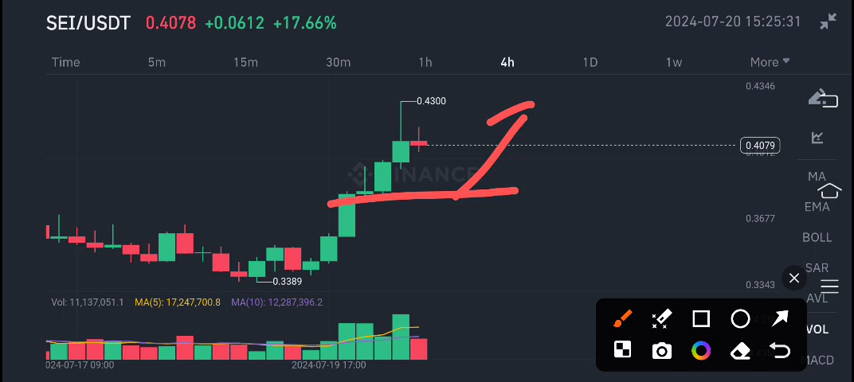 SEI/USDT 0.4078 +0.0612 +17.66% 2024-07-20 15:25:31
Time 5m 15m 30m 1h 4h 1D 1w More
0.4346
0.4300
0.4079
BINANCE
MA
EMA
0.3677
BOLL
SAR
0.3389
0.3343
AVL
Vol: 11,137,051.1 MA(5): 17,247,700.8 MA(10): 12,287,396.2
VOL
MACD
2024-07-19 17:00